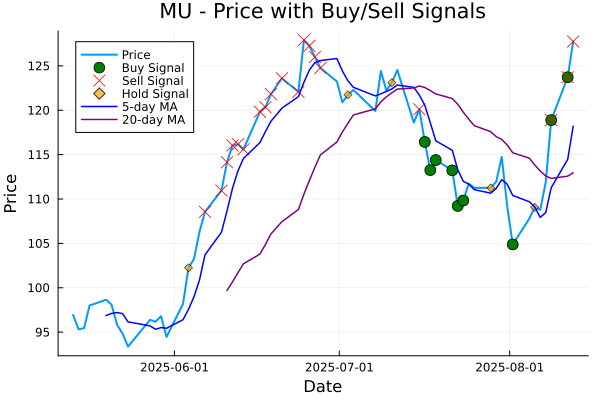 MU - Price with Buy/Sell Signals
Price
Buy Signal
Sell Signal
Hold Signal
5-day MA
20-day MA
125
120
115
110
105
100
95
Price
2025-06-01
2025-07-01
2025-08-01
Date